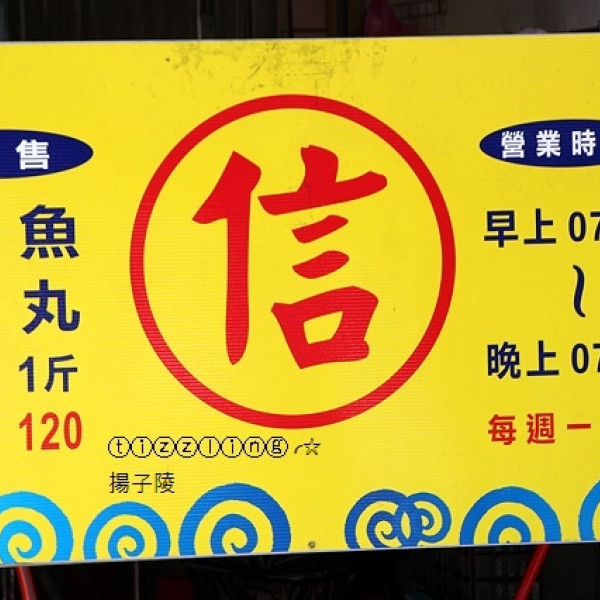 售
魚丸
1斤
120
信
營業時
早上 07
~
晚上 07
每週一
tizzling ╭☆
揚子陵